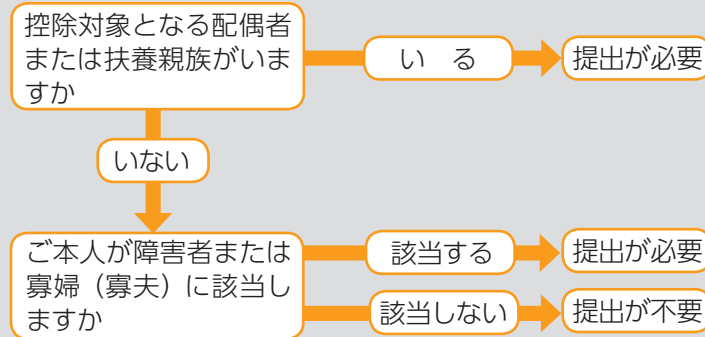 控除対象となる配偶者
または扶養親族がいま
すか
い　る
提出が必要
いない
ご本人が障害者または
寡婦（寡夫）に該当し
ますか
該当する
提出が必要
該当しない
提出が不要